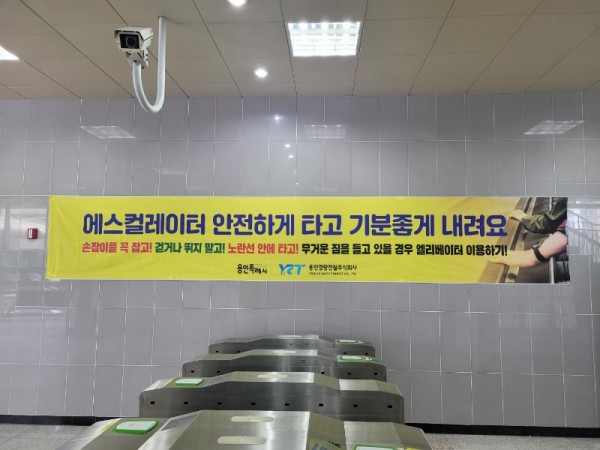 에스컬레이터 안전하게 타고 기분좋게 내려요
손잡이를 꼭 잡고! 걷거나 뛰지 말고! 노란선 안에 타고! 무거운 짐을 들고 있을 경우 엘리베이터 이용하기!
용인특례시 YRT 용인경량전철주식회사